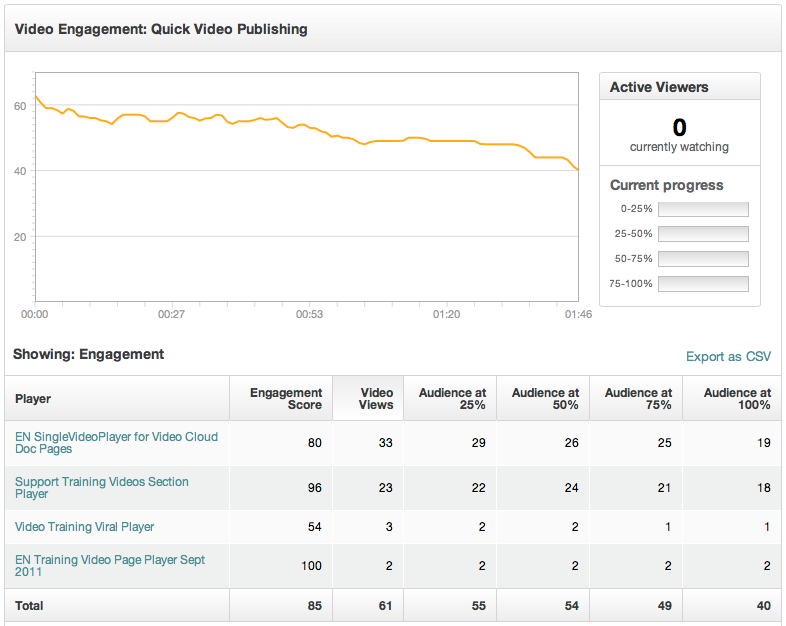 Video Engagement: Quick Video Publishing
60
40
20
00:00 00:27 00:53 01:20 01:46
Active Viewers
0
currently watching
Current progress
0-25%
25-50%
50-75%
75-100%
Showing: Engagement
Export as CSV
Player Engagement Score Video Views Audience at 25% Audience at 50% Audience at 75% Audience at 100%
EN SingleVideoPlayer for Video Cloud Doc Pages 80 33 29 26 25 19
Support Training Videos Section Player 96 23 22 24 21 18
Video Training Viral Player 54 3 2 2 1 1
EN Training Video Page Player Sept 2011 100 2 2 2 2 2
Total 85 61 55 54 49 40